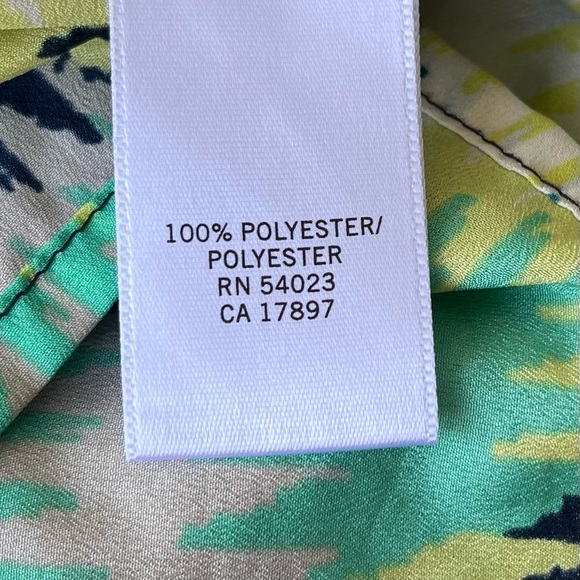 100% POLYESTER/
POLYESTER
RN 54023
CA 17897